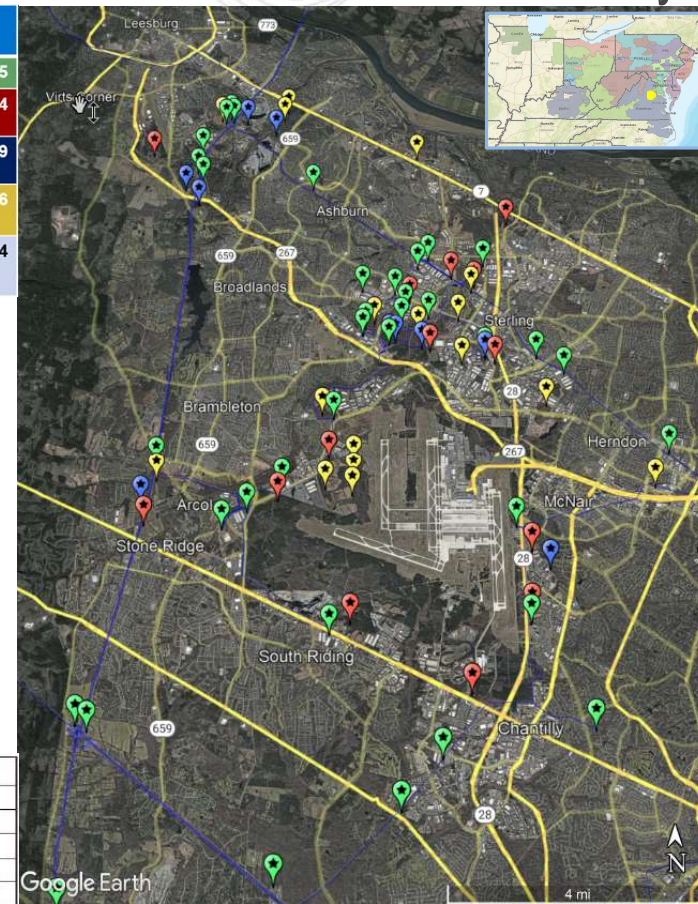 Leesburg
773
5
4
Virts Corner
9
659
6
7
Ashburn
4
659
267
Broadlands
Sterling
28
Brambleton
659
Herndon
267
Arcol
McNair
Stone Ridge
28
South Riding
659
Chantilly
28
N
Google Earth
4 mi